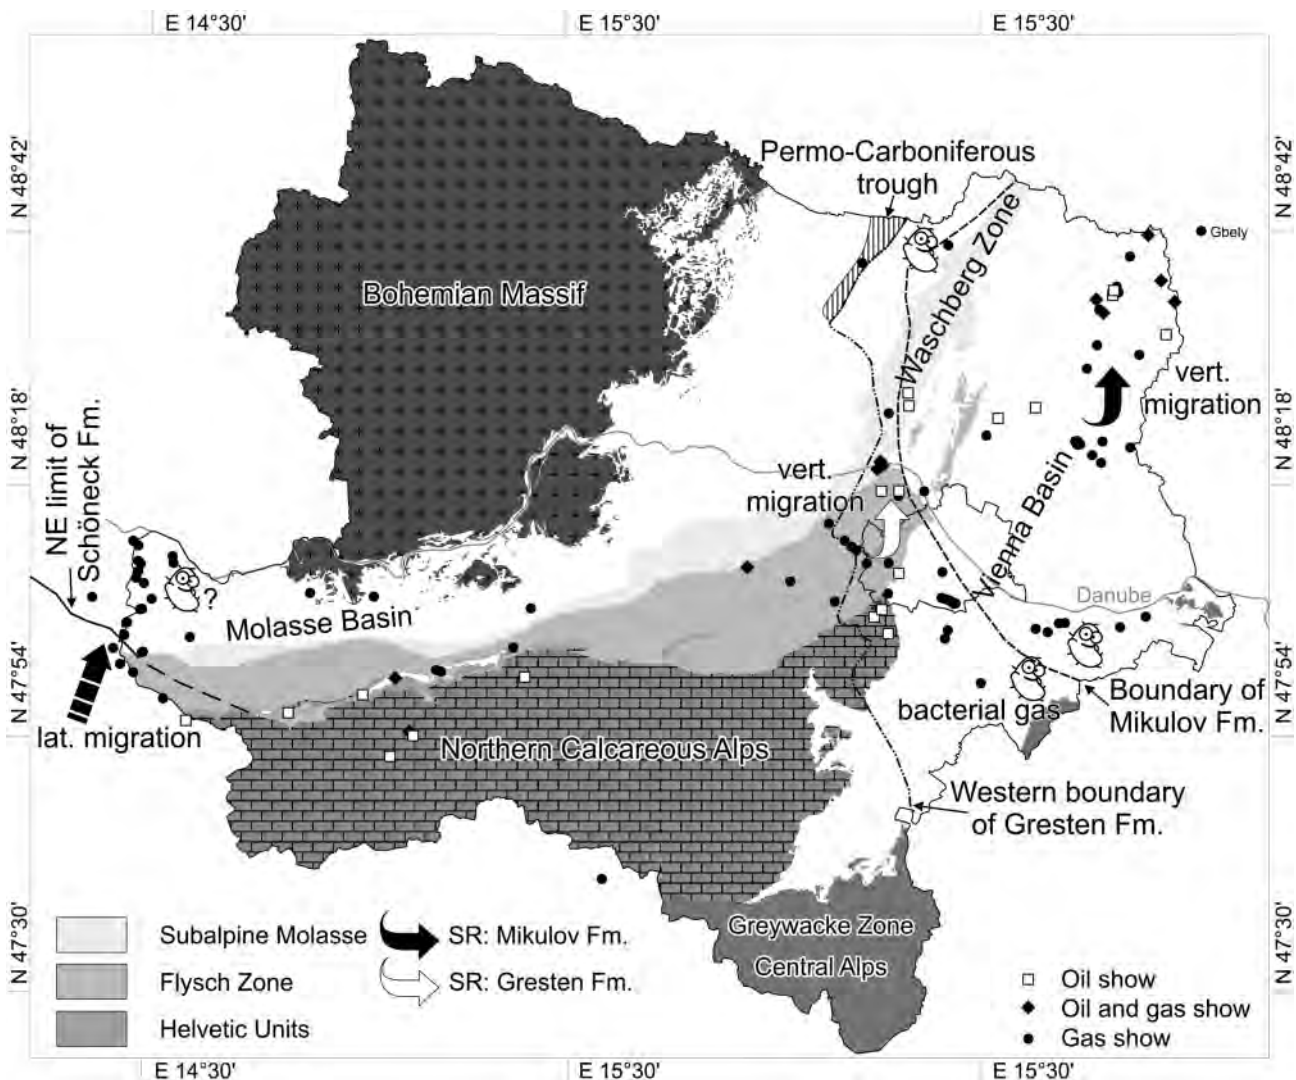 E 14°30'
E 15°30'
E 15°30'
N 48°42'
N 48°42'
Permo-Carboniferous
trough
Gbely
Bohemian Massif
Waschberg Zone
vert.
migration
N 48°18'
N 48°18'
NE limit of
Schöneck Fm.
vert.
migration
Vienna Basin
?
Danube
Molasse Basin
N 47°54'
N 47°54'
lat. migration
bacterial gas
Boundary of
Mikulov Fm.
Northern Calcareous Alps
Western boundary
of Gresten Fm.
N 47°30'
N 47°30'
Greywacke Zone
Central Alps
Subalpine Molasse
SR: Mikulov Fm.
Flysch Zone
SR: Gresten Fm.
Helvetic Units
Oil show
Oil and gas show
Gas show
E 14°30'
E 15°30'
E 15°30'